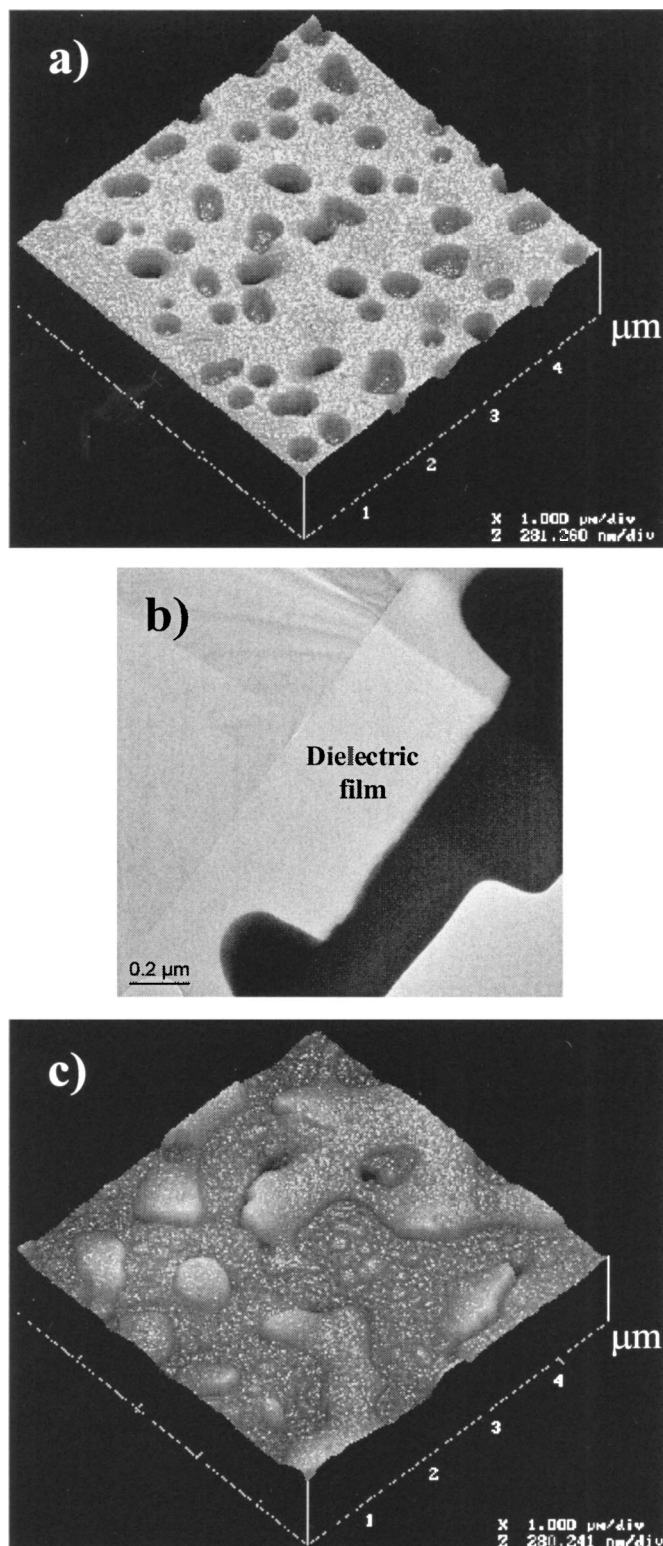 a)
μm
4
3
2
1
X 1.000 μm/div
Z 281.260 nm/div
b)
Dielectric
film
0.2 μm
c)
μm
4
3
2
1
X 1.000 μm/div
Z 280.241 nm/div